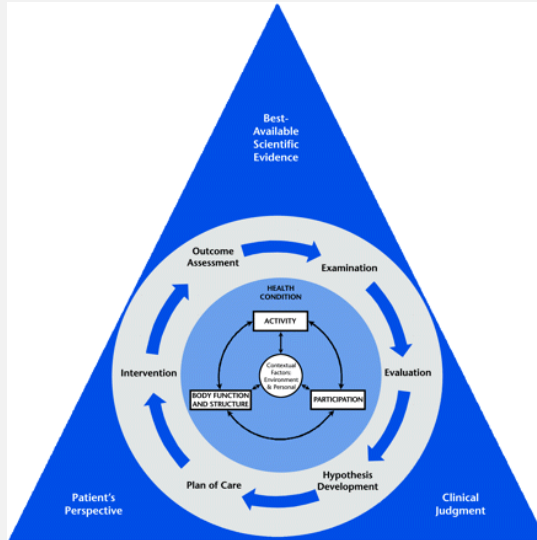 Best-
Available
Scientific
Evidence
Outcome
Assessment
Examination
HEALTH
CONDITION
ACTIVITY
Contextual
Factors:
Environment
& Personal
Intervention
Evaluation
BODY FUNCTION
AND STRUCTURE
PARTICIPATION
Plan of Care
Hypothesis
Development
Patient's
Perspective
Clinical
Judgment